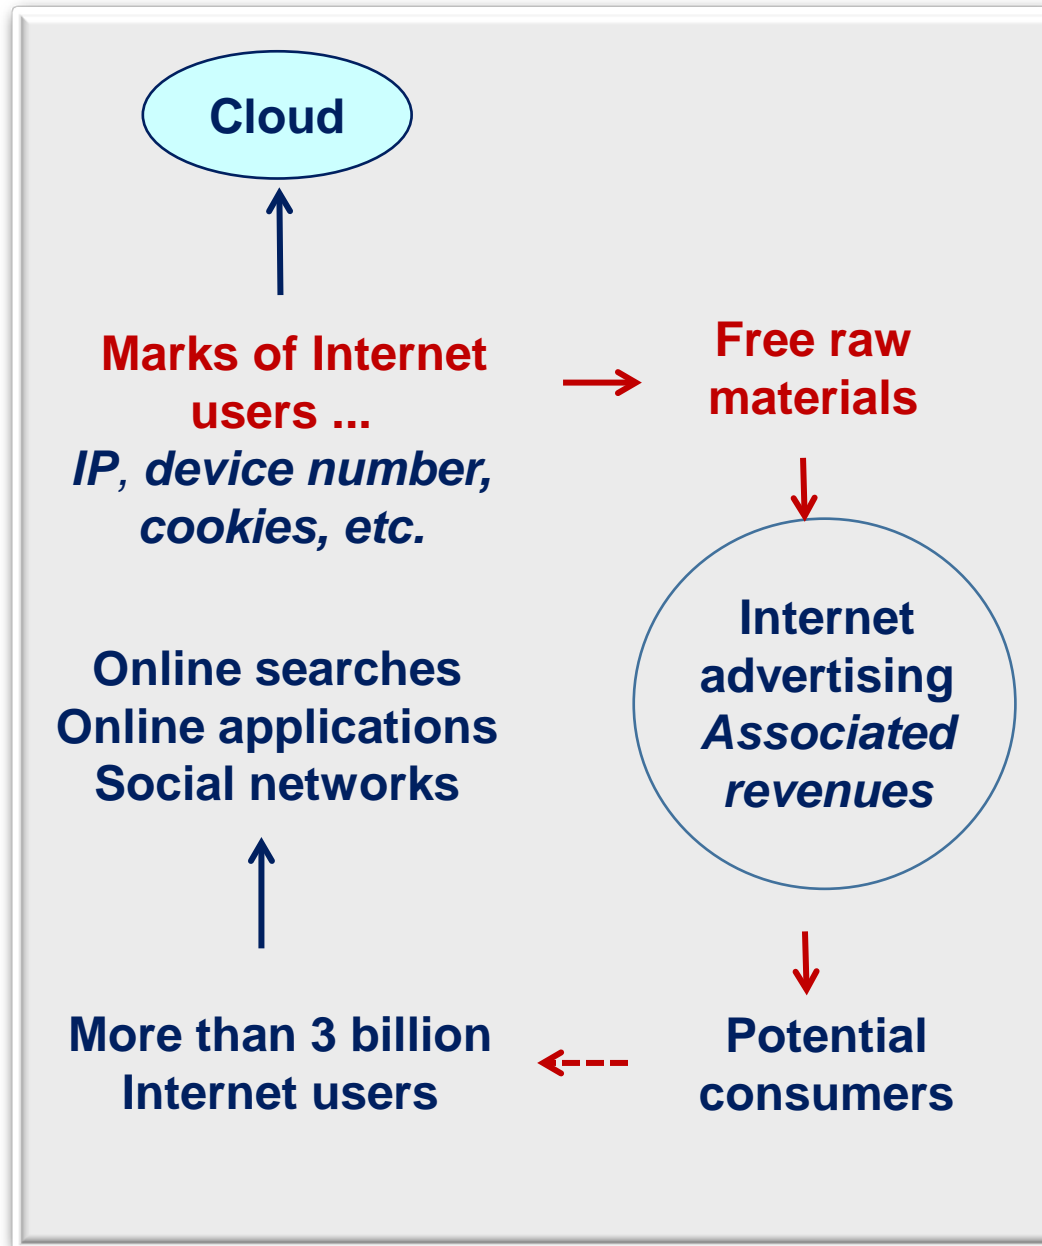 Cloud
Marks of Internet
users ...
IP, device number,
cookies, etc.
Free raw
materials
Online searches
Online applications
Social networks
Internet
advertising
Associated
revenues
More than 3 billion
Internet users
Potential
consumers